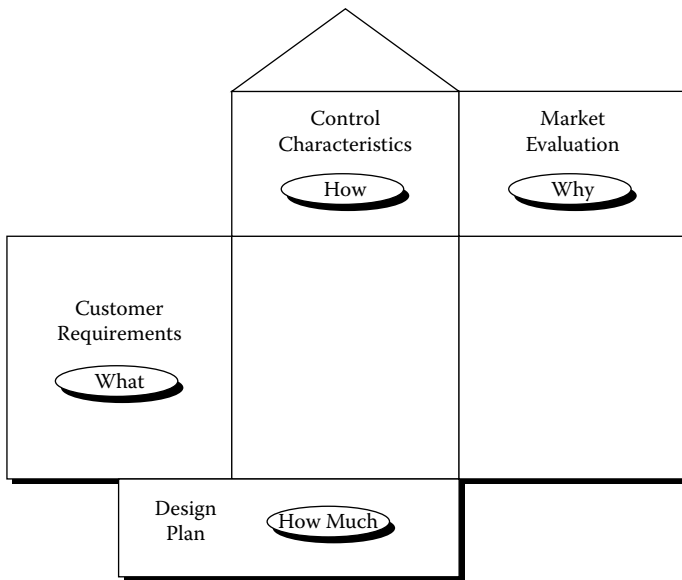 Control
Characteristics
How
Market
Evaluation
Why
Customer
Requirements
What
Design
Plan
How Much